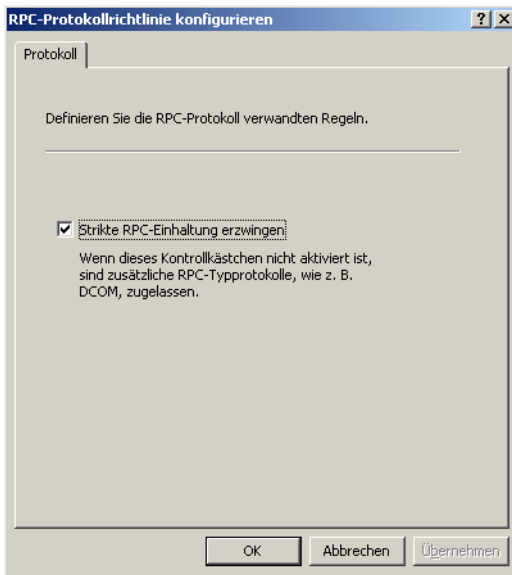 RPC-Protokollrichtlinie konfigurieren
Protokoll
Definieren Sie die RPC-Protokoll verwandten Regeln.
Strikte RPC-Einhaltung erzwingen
Wenn dieses Kontrollkästchen nicht aktiviert ist,
sind zusätzliche RPC-Typprotokolle, wie z. B.
DCOM, zugelassen.
OK Abbrechen Übernehmen